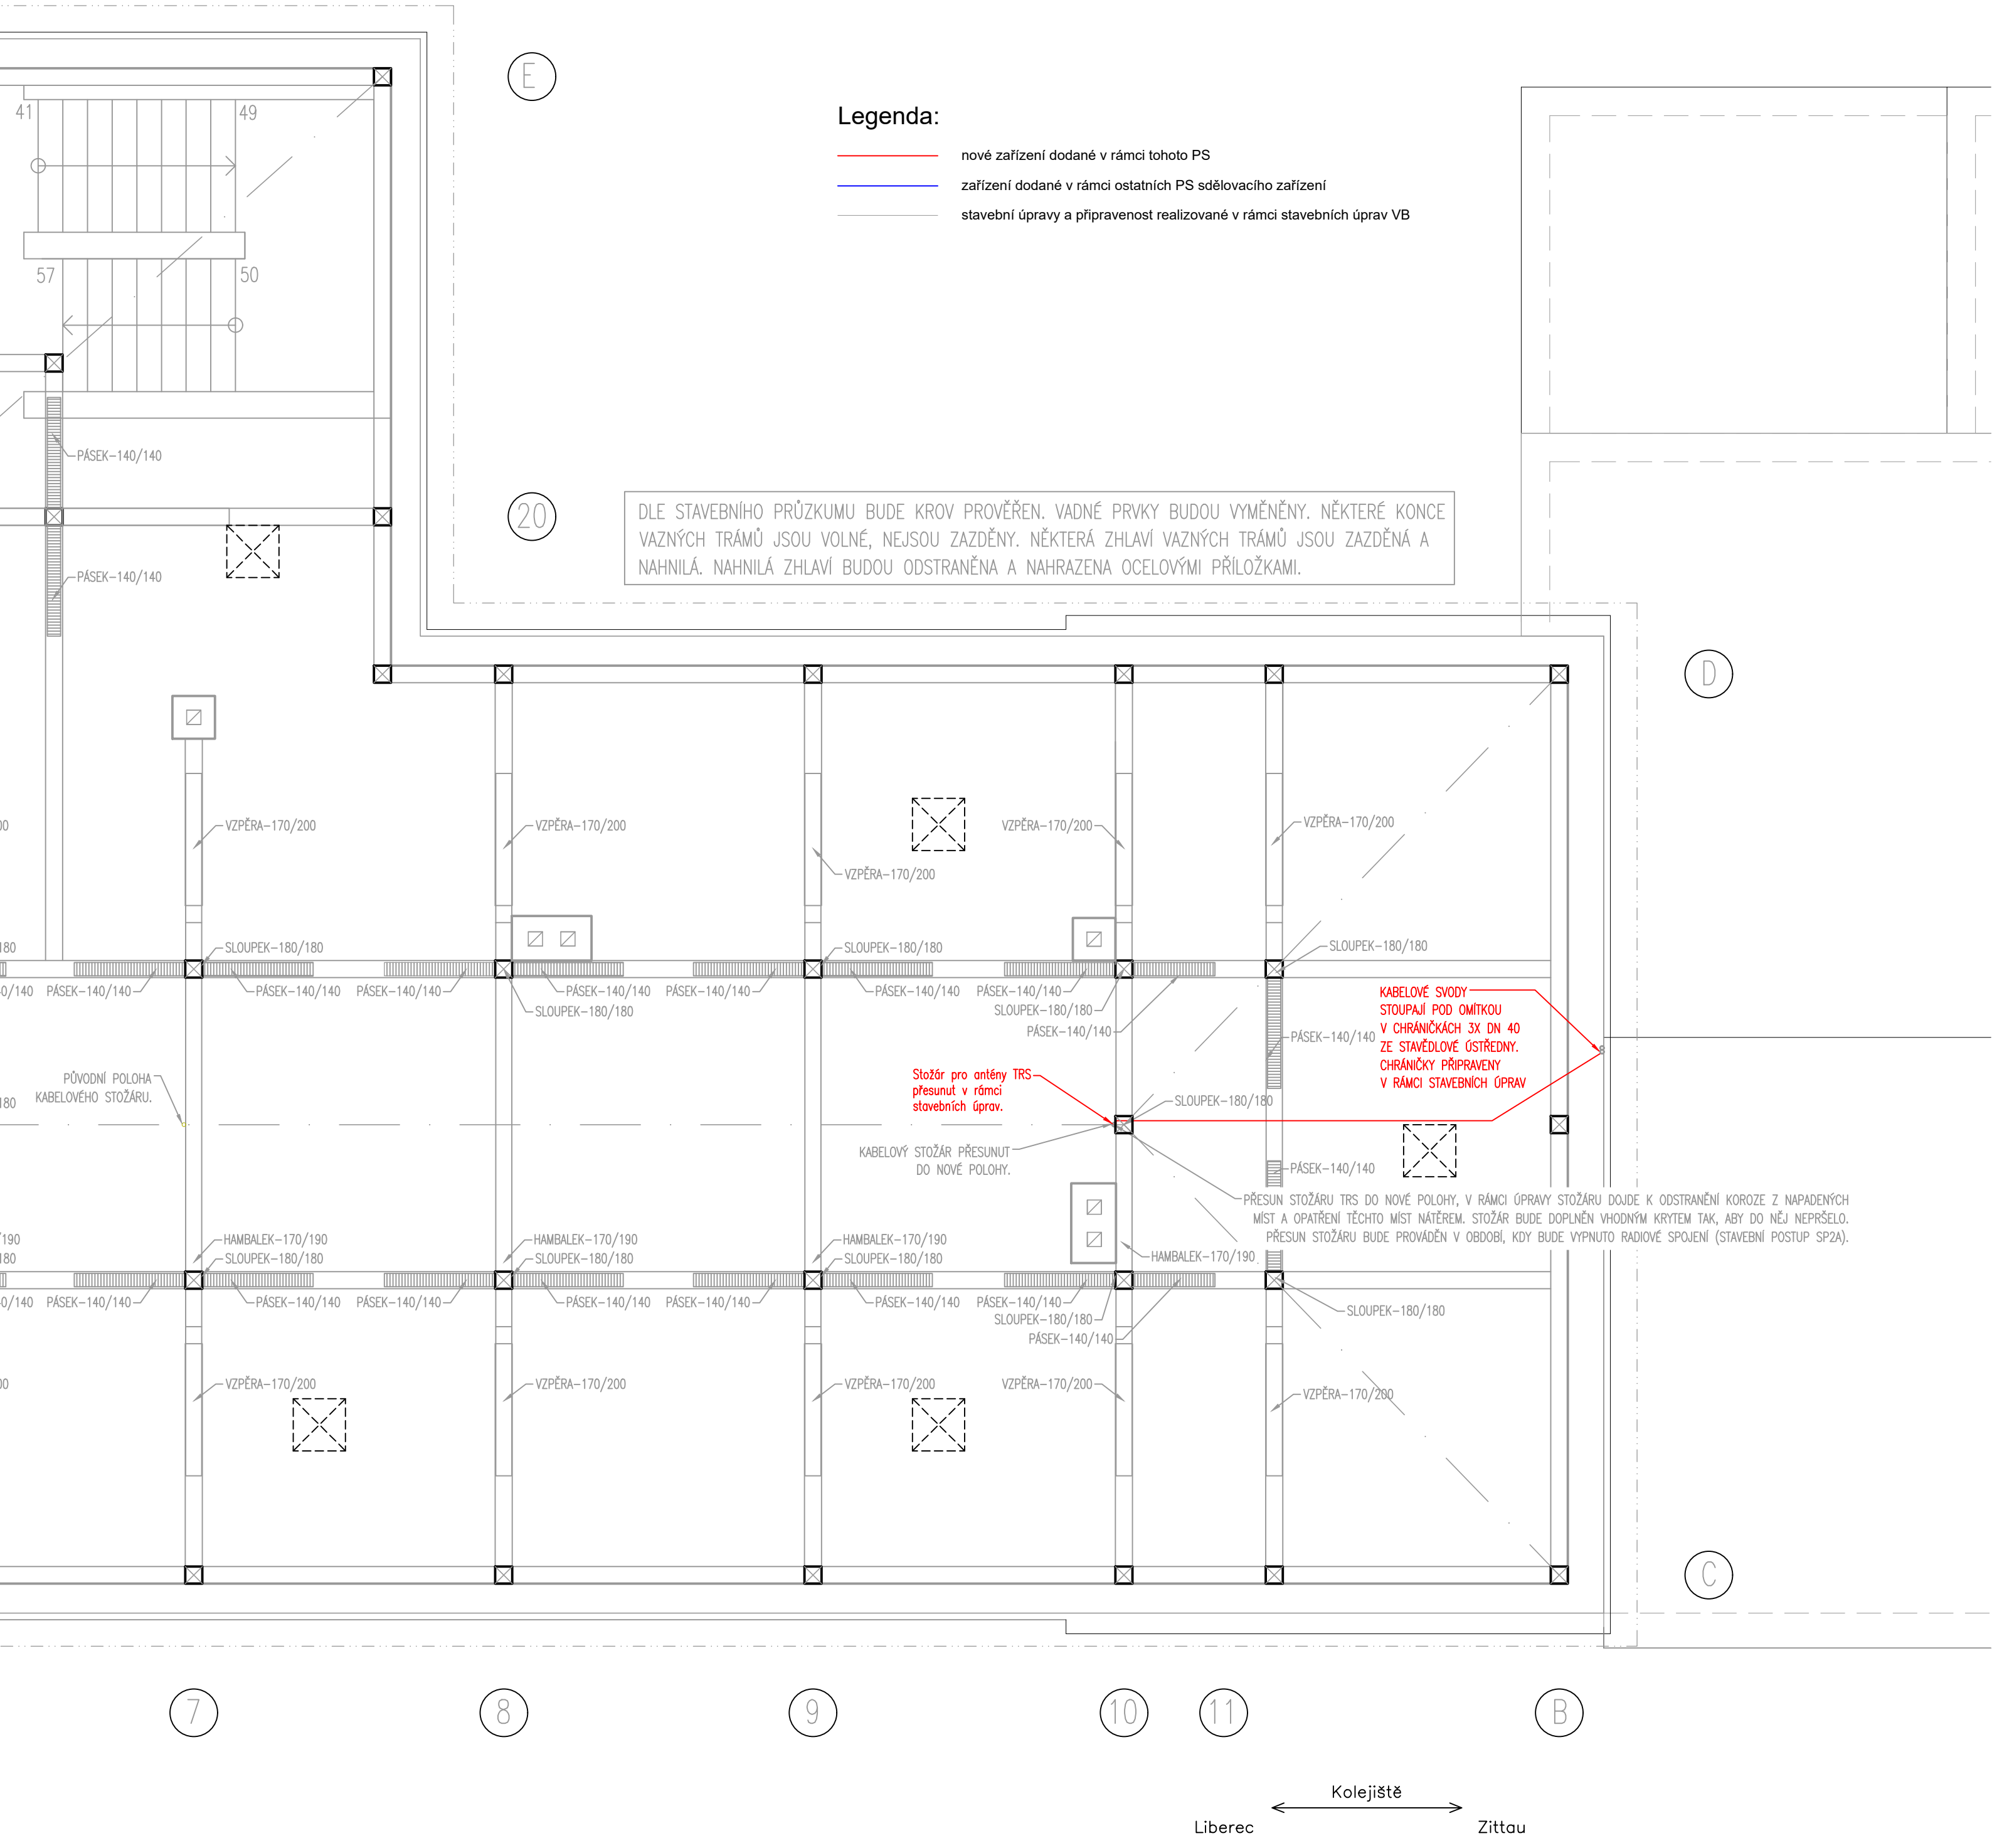 E
Legenda:
nové zařízení dodané v rámci tohoto PS
zařízení dodané v rámci ostatních PS sdělovacího zařízení
stavební úpravy a připravenost realizované v rámci stavebních úprav VB
41
49
57
50
PÁSEK-140/140
20
DLE STAVEBNÍHO PRŮZKUMU BUDE KROV PROVĚŘEN. VADNÉ PRVKY BUDOU VYMĚNĚNY. NĚKTERÉ KONCE
VAZNÝCH TRÁMŮ JSOU VOLNÉ, NEJSOU ZAZDĚNY. NĚKTERÁ ZHLAVÍ VAZNÝCH TRÁMŮ JSOU ZAZDĚNÁ A
NAHNILÁ. NAHNILÁ ZHLAVÍ BUDOU ODSTRANĚNA A NAHRAZENA OCELOVÝMI PŘÍLOŽKAMI.
PÁSEK-140/140
D
00
VZPĚRA-170/200
VZPĚRA-170/200
VZPĚRA-170/200
VZPĚRA-170/200
VZPĚRA-170/200
180
SLOUPEK-180/180
SLOUPEK-180/180
SLOUPEK-180/180
0/140
PÁSEK-140/140
PÁSEK-140/140
PÁSEK-140/140
PÁSEK-140/140
PÁSEK-140/140
PÁSEK-140/140
PÁSEK-140/140
SLOUPEK-180/180
SLOUPEK-180/180
PÁSEK-140/140
PÁSEK-140/140
KABELOVÉ SVODY
STOUPAJÍ POD OMÍTKOU
V CHRÁNIČKÁCH 3X DN 40
ZE STAVĚDLOVÉ ÚSTŘEDNY.
CHRÁNIČKY PŘIPRAVENY
V RÁMCI STAVEBNÍCH ÚPRAV
PŮVODNÍ POLOHA
KABELOVÉHO STOŽÁRU.
180
Stožár pro antény TRS
přesunut v rámci
stavebních úprav.
SLOUPEK-180/180
KABELOVÝ STOŽÁR PŘESUNUT
DO NOVÉ POLOHY.
PÁSEK-140/140
PŘESUN STOŽÁRU TRS DO NOVÉ POLOHY, V RÁMCI ÚPRAVY STOŽÁRU DOJDE K ODSTRANĚNÍ KOROZE Z NAPADENÝCH
MÍST A OPATŘENÍ TĚCHTO MÍST NÁTĚREM. STOŽÁR BUDE DOPLNĚN VHODNÝM KRYTEM TAK, ABY DO NĚJ NEPRŠELO.
PŘESUN STOŽÁRU BUDE PROVÁDĚN V OBDOBÍ, KDY BUDE VYPNUTO RADIOVÉ SPOJENÍ (STAVEBNÍ POSTUP SP2A).
/190
HAMBALEK-170/190
HAMBALEK-170/190
HAMBALEK-170/190
HAMBALEK-170/190
180
SLOUPEK-180/180
SLOUPEK-180/180
SLOUPEK-180/180
0/140
PÁSEK-140/140
PÁSEK-140/140
PÁSEK-140/140
PÁSEK-140/140
PÁSEK-140/140
PÁSEK-140/140
PÁSEK-140/140
SLOUPEK-180/180
SLOUPEK-180/180
PÁSEK-140/140
00
VZPĚRA-170/200
VZPĚRA-170/200
VZPĚRA-170/200
VZPĚRA-170/200
VZPĚRA-170/200
C
7
8
9
10
11
B
Kolejiště
Liberec
Zittau